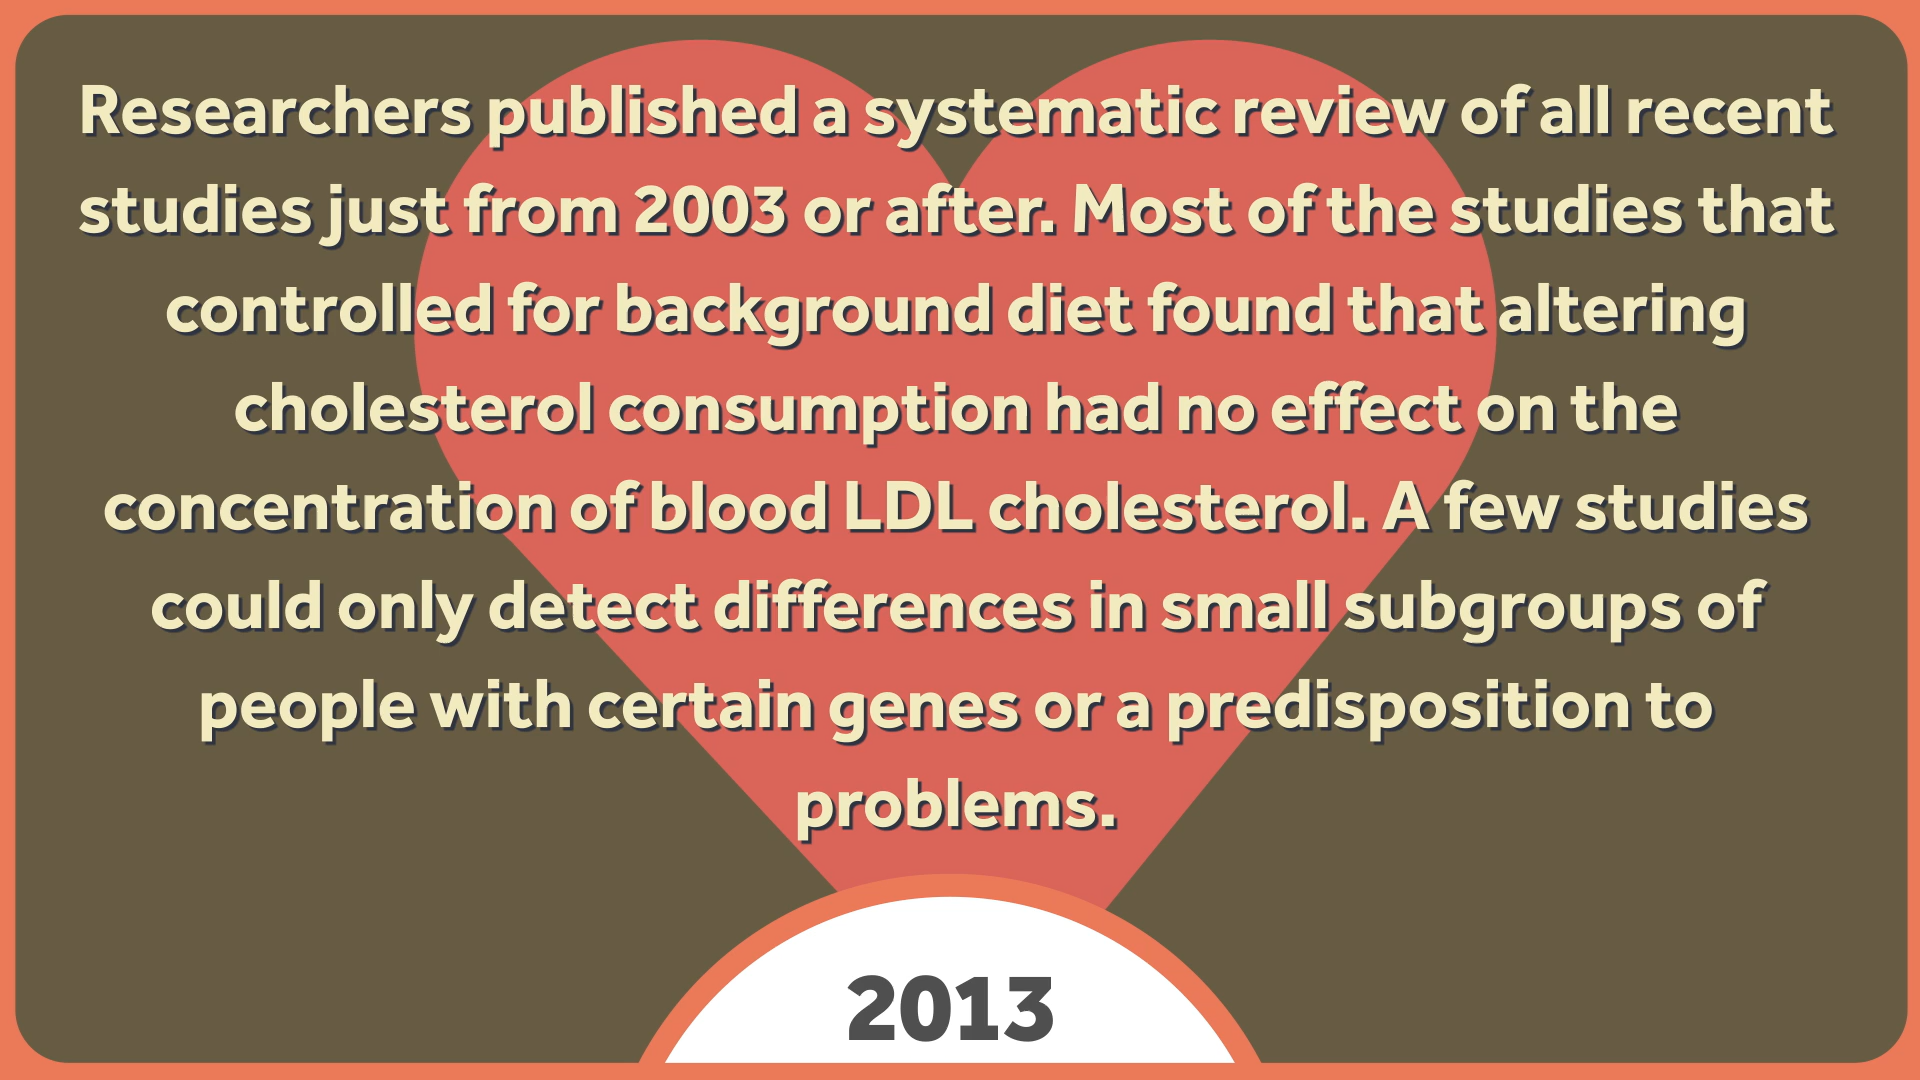 Researchers published a systematic review of all recent
studies just from 2003 or after. Most of the studies that
controlled for background diet found that altering
cholesterol consumption had no effect on the
concentration of blood LDL cholesterol. A few studies
could only detect differences in small subgroups of
people with certain genes or a predisposition to
problems.
2013